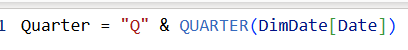 1 Quarter = "Q" & QUARTER(DimDate[Date])